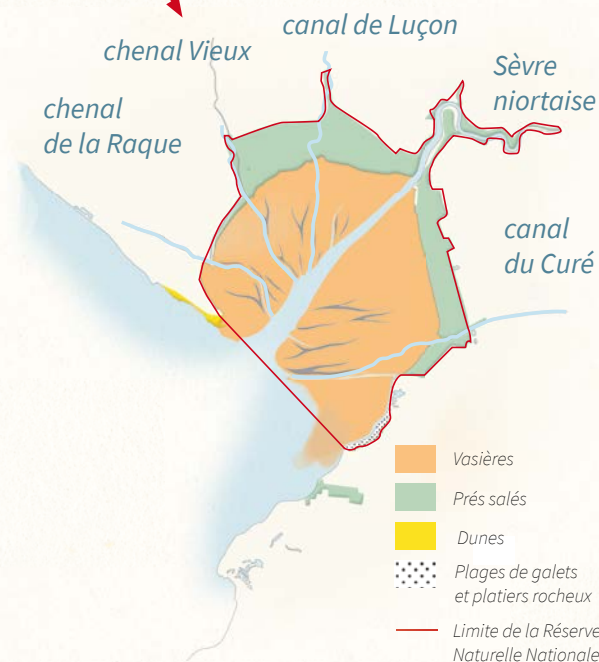 canal de Luçon
chenal Vieux
Sèvre
niortaise
chenal
de la Raque
canal
du Curé
Vasières
Prés salés
Dunes
Plages de galets
et platiers rocheux
Limite de la Réserve
Naturelle Nationale